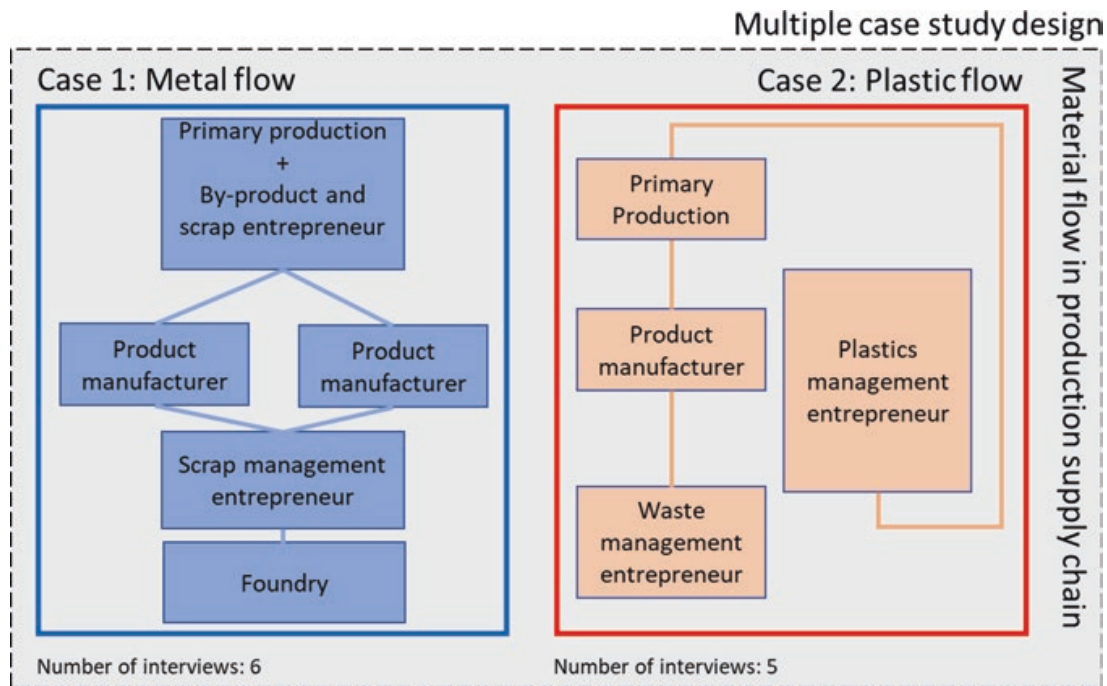 Multiple case study design
Case 1: Metal flow
Primary production
+
By-product and
scrap entrepreneur
Product
manufacturer
Product
manufacturer
Scrap management
entrepreneur
Foundry
Number of interviews: 6
Case 2: Plastic flow
Primary
Production
Product
manufacturer
Waste
management
entrepreneur
Plastics
management
entrepreneur
Number of interviews: 5
Material flow in production supply chain